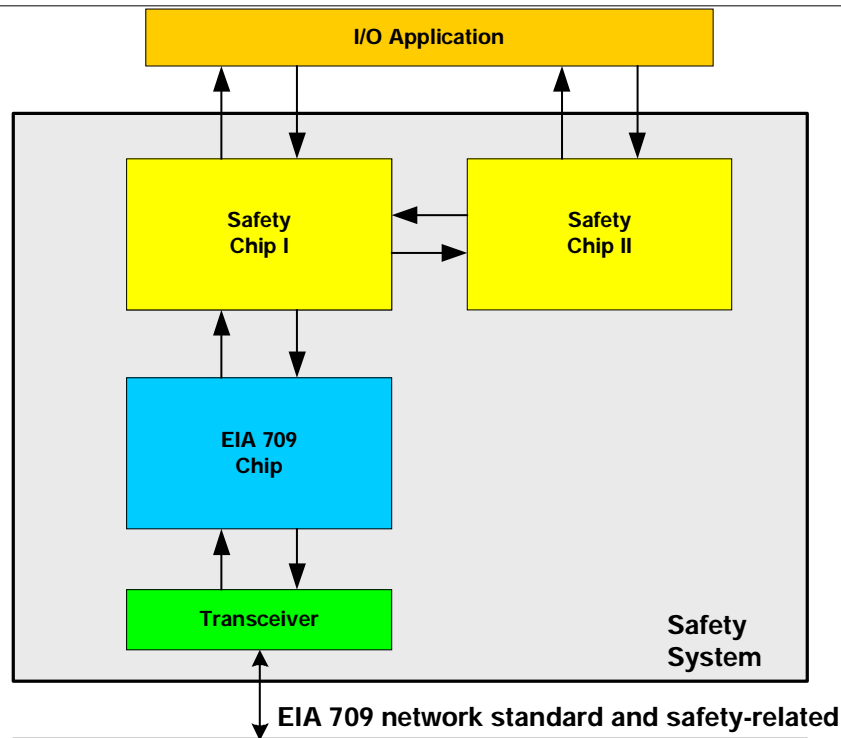 I/O Application
Safety
Chip I
Safety
Chip II
EIA 709
Chip
Transceiver
Safety
System
EIA 709 network standard and safety-related